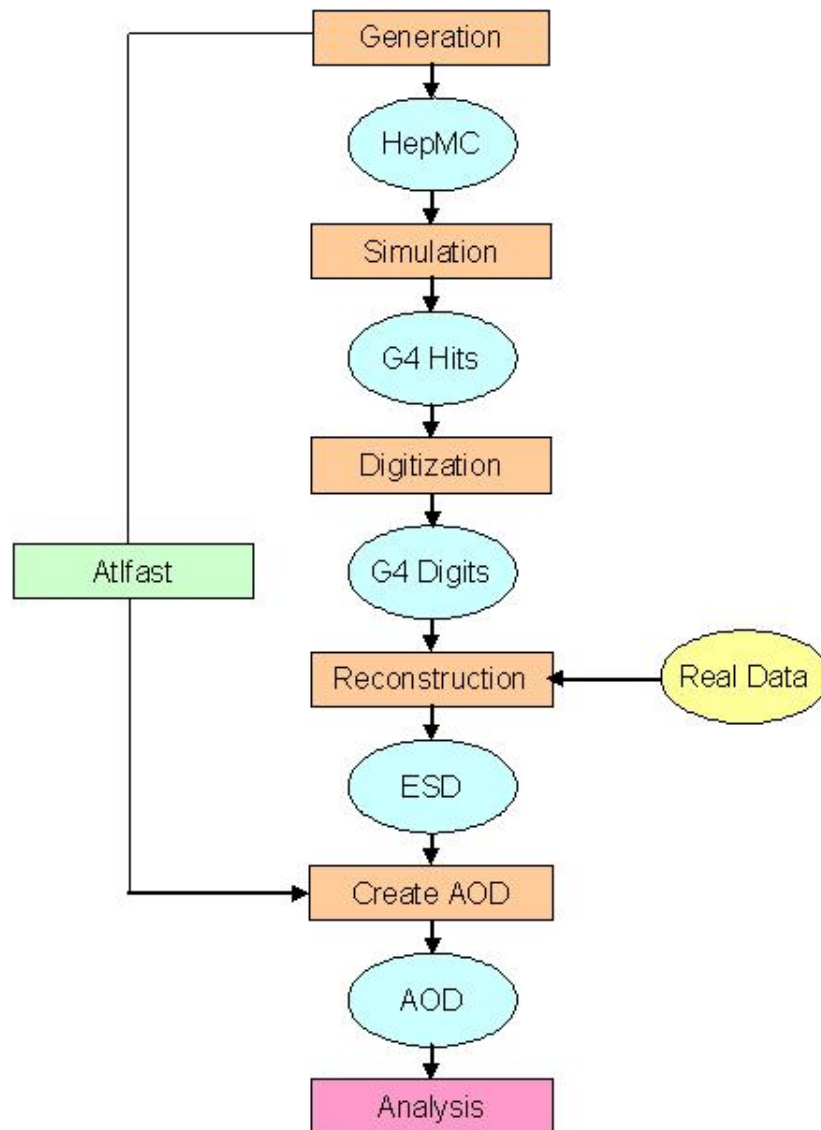 Generation
HepMC
Simulation
G4 Hits
Digitization
Atlfast
G4 Digits
Reconstruction
Real Data
ESD
Create AOD
AOD
Analysis